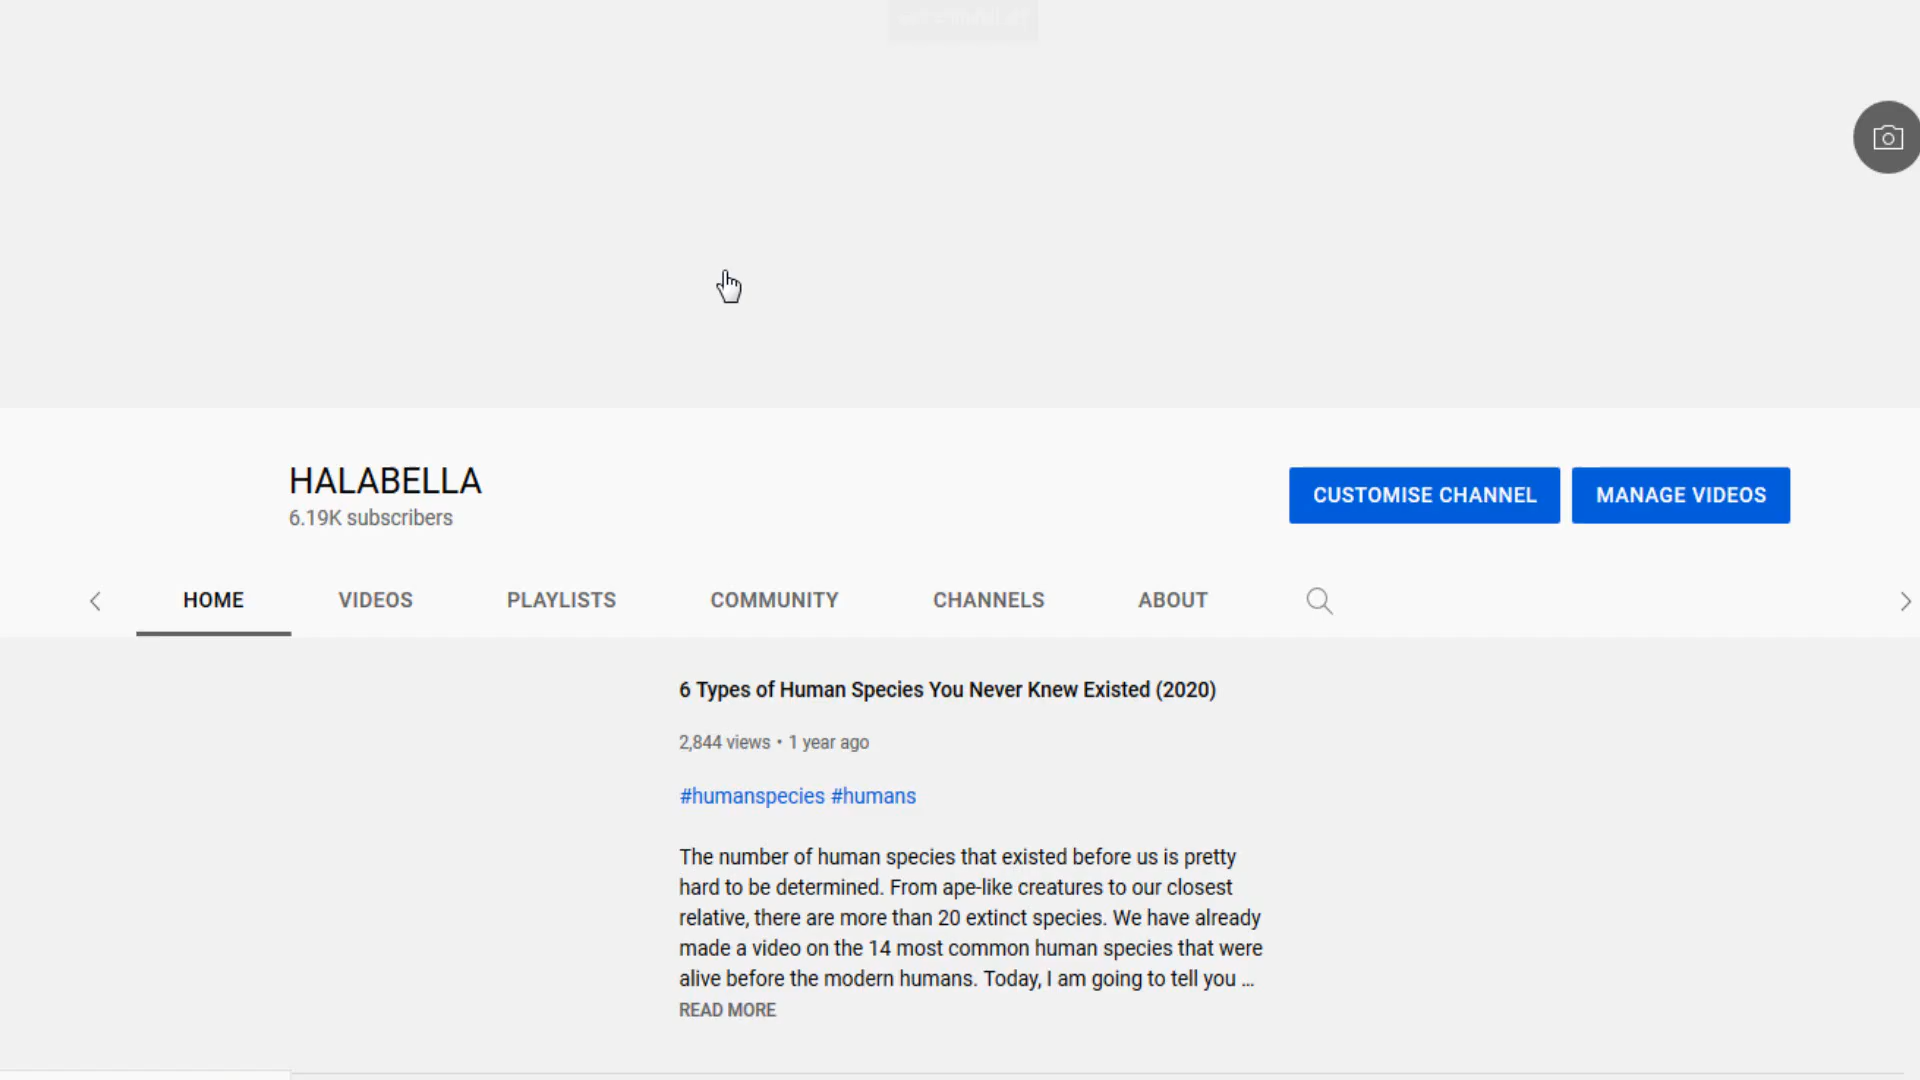 HALABELLA
6.19K subscribers
CUSTOMISE CHANNEL
MANAGE VIDEOS
HOME
VIDEOS
PLAYLISTS
COMMUNITY
CHANNELS
ABOUT
6 Types of Human Species You Never Knew Existed (2020)
2,844 views • 1 year ago
#humanspecies #humans
The number of human species that existed before us is pretty
hard to be determined. From ape-like creatures to our closest
relative, there are more than 20 extinct species. We have already
made a video on the 14 most common human species that were
alive before the modern humans. Today, I am going to tell you ...
READ MORE